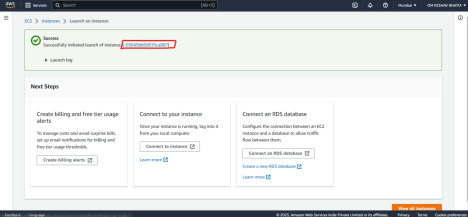 aws
Services
Search
[Alt+S]
Mumbai
EC2 > Instances > Launch an instance
Success
Successfully initiated launch of instance
Launch log
Next Steps
Create billing and free tier usage
alerts
To manage costs and avoid surprise bills,
set up email notifications for billing and
free tier usage thresholds.
Create billing alerts
Connect to your instance
Once your instance is running, log into it
from your local computer.
Connect to instance
Learn more
Connect an RDS database
Configure the connection between an EC2
instance and a database to allow traffic
flow between them.
Connect an RDS database
Create a new RDS database
Learn more
View all instances
Feedback
Language
© 2023, Amazon Web Services India Private Limited or its affiliates.
Privacy
Terms
Cookie preferences